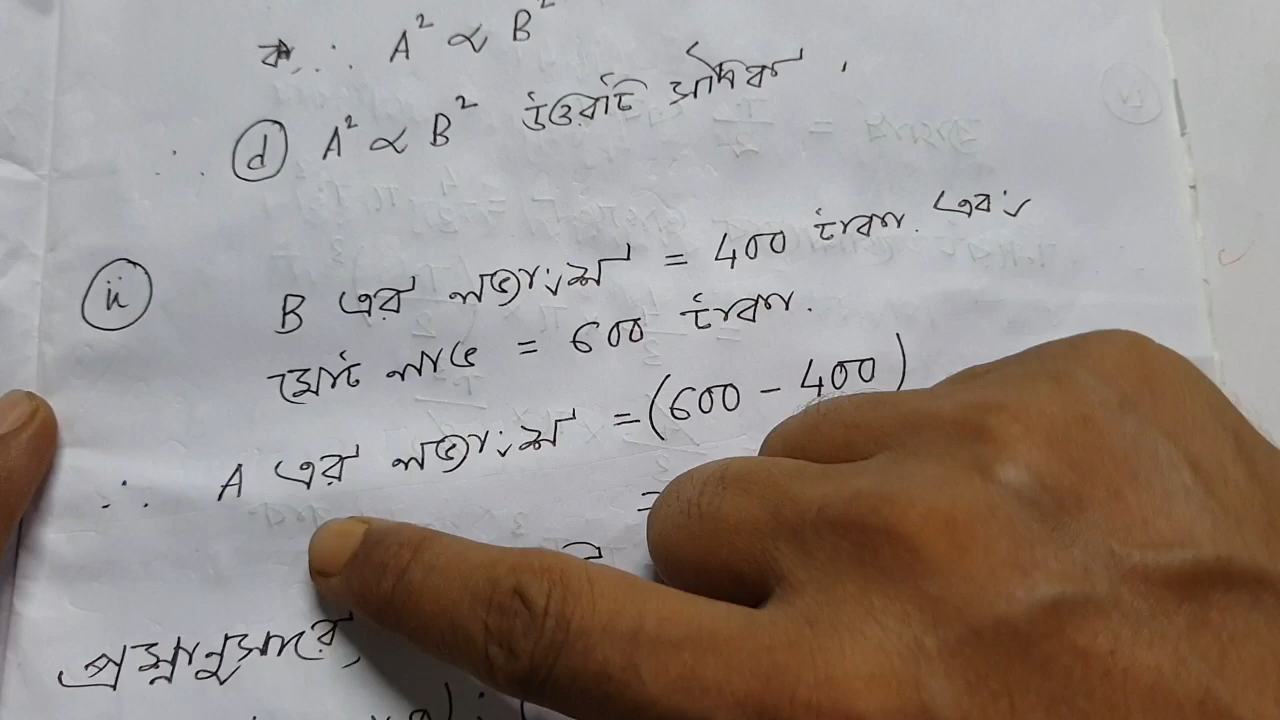 ∴ A² ∝ B²
∴ (d) A² ∝ B² উত্তরটি সঠিক।
(ii) B এর লভ্যাংশ = 400 টাকা. এবং
মোট লাভ = 600 টাকা.
∴ A এর লভ্যাংশ = (600 - 400)
=
প্রশ্নানুসারে,